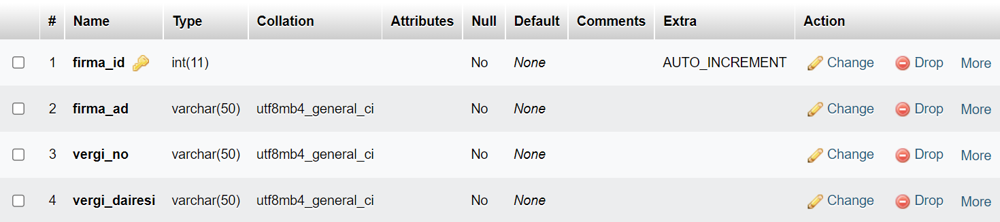 # Name Type Collation Attributes Null Default Comments Extra Action
1 firma_id int(11) No None AUTO_INCREMENT Change Drop More
2 firma_ad varchar(50) utf8mb4_general_ci No None Change Drop More
3 vergi_no varchar(50) utf8mb4_general_ci No None Change Drop More
4 vergi_dairesi varchar(50) utf8mb4_general_ci No None Change Drop More